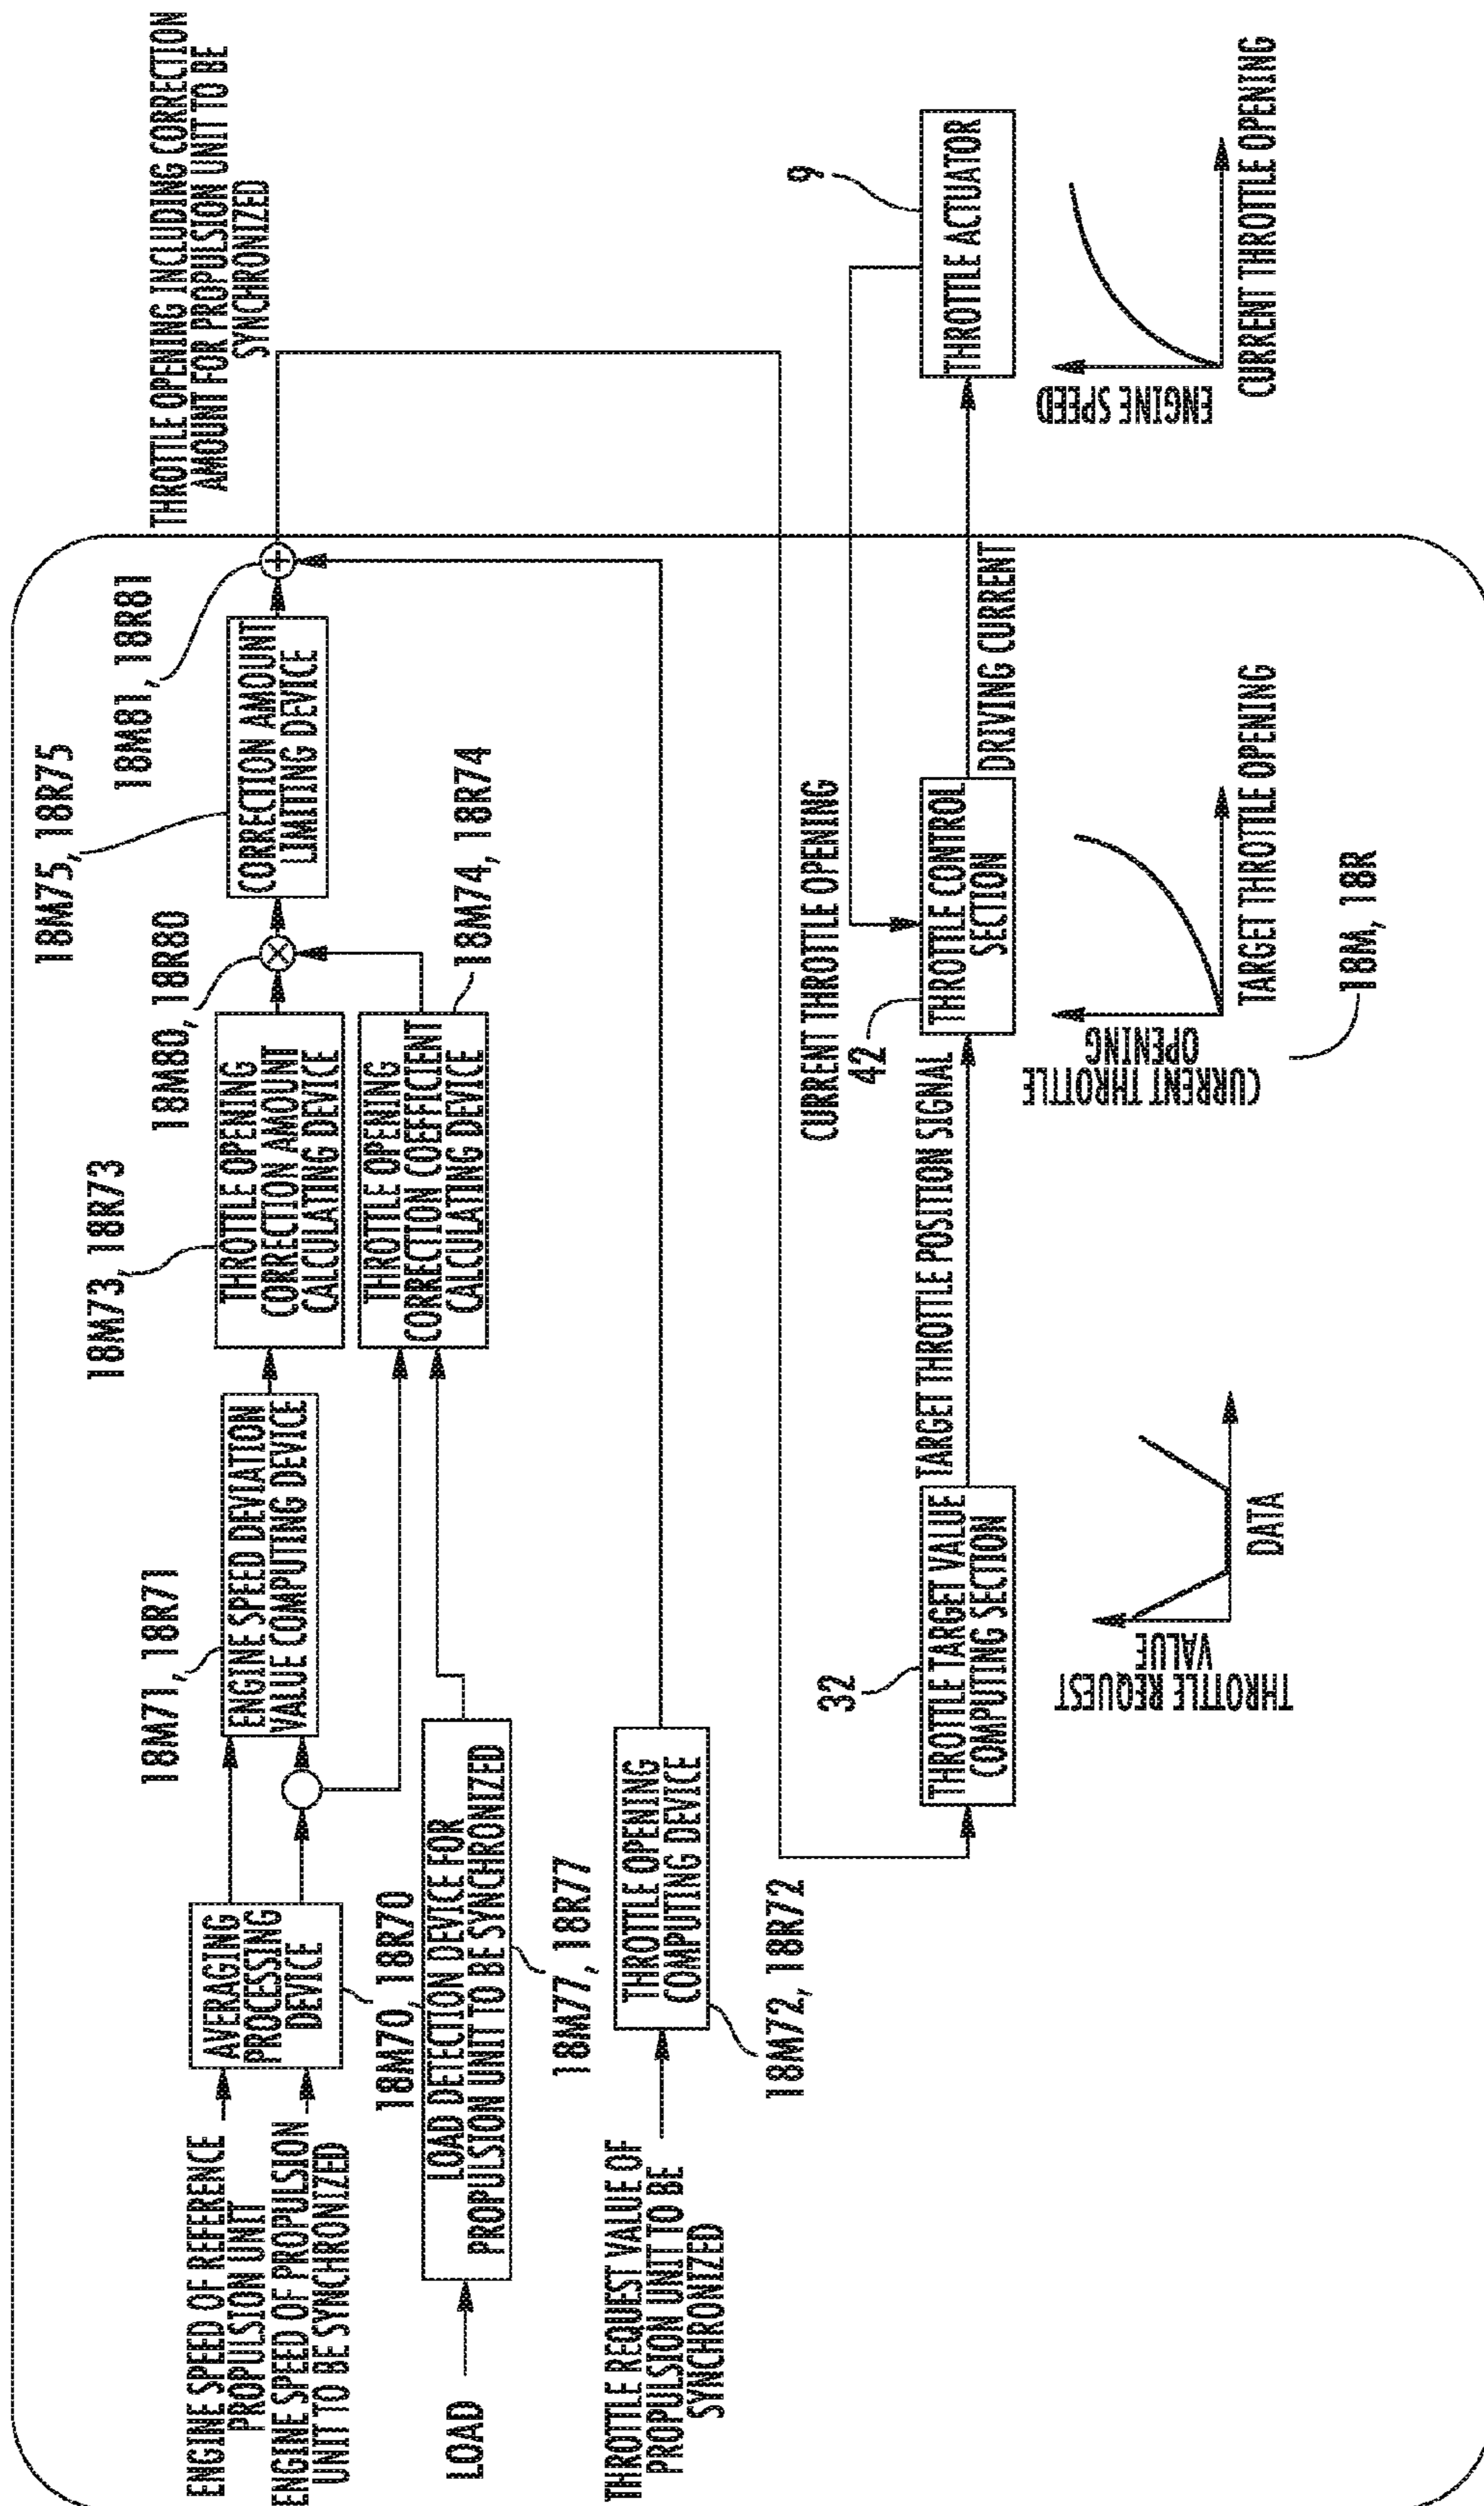 ENGINE SPEED OF REFERENCE
PROPULSION UNIT
ENGINE SPEED OF PROPULSION
UNIT TO BE SYNCHRONIZED
AVERAGING
PROCESSING
DEVICE
18M70, 18R70
18M71, 18R71
ENGINE SPEED DEVIATION
VALUE COMPUTING DEVICE
18M73, 18R73
THROTTLE OPENING
CORRECTION AMOUNT
CALCULATING DEVICE
18M80, 18R80
18M75, 18R75
CORRECTION AMOUNT
LIMITING DEVICE
18M81, 18R81
THROTTLE OPENING INCLUDING CORRECTION
AMOUNT FOR PROPULSION UNIT TO BE
SYNCHRONIZED
THROTTLE OPENING
CORRECTION COEFFICIENT
CALCULATING DEVICE
18M74, 18R74
LOAD
LOAD DETECTION DEVICE FOR
PROPULSION UNIT TO BE SYNCHRONIZED
18M77, 18R77
THROTTLE REQUEST VALUE OF
PROPULSION UNIT TO BE
SYNCHRONIZED
THROTTLE OPENING
COMPUTING DEVICE
18M72, 18R72
32
THROTTLE TARGET VALUE
COMPUTING SECTION
TARGET THROTTLE POSITION SIGNAL
CURRENT THROTTLE OPENING
42
THROTTLE CONTROL
SECTION
DRIVING CURRENT
9
THROTTLE ACTUATOR
THROTTLE REQUEST
VALUE
DATA
CURRENT THROTTLE
OPENING
TARGET THROTTLE OPENING
ENGINE SPEED
CURRENT THROTTLE OPENING
18M, 18R